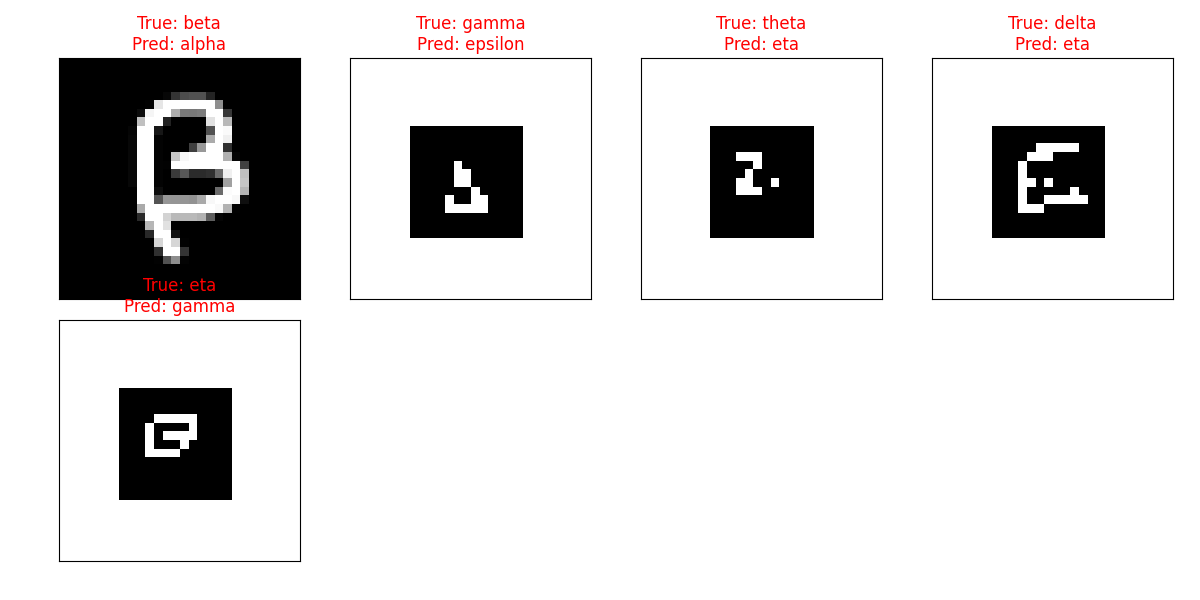 True: beta
Pred: alpha
True: gamma
Pred: epsilon
True: theta
Pred: eta
True: delta
Pred: eta
β
True: eta
Pred: gamma